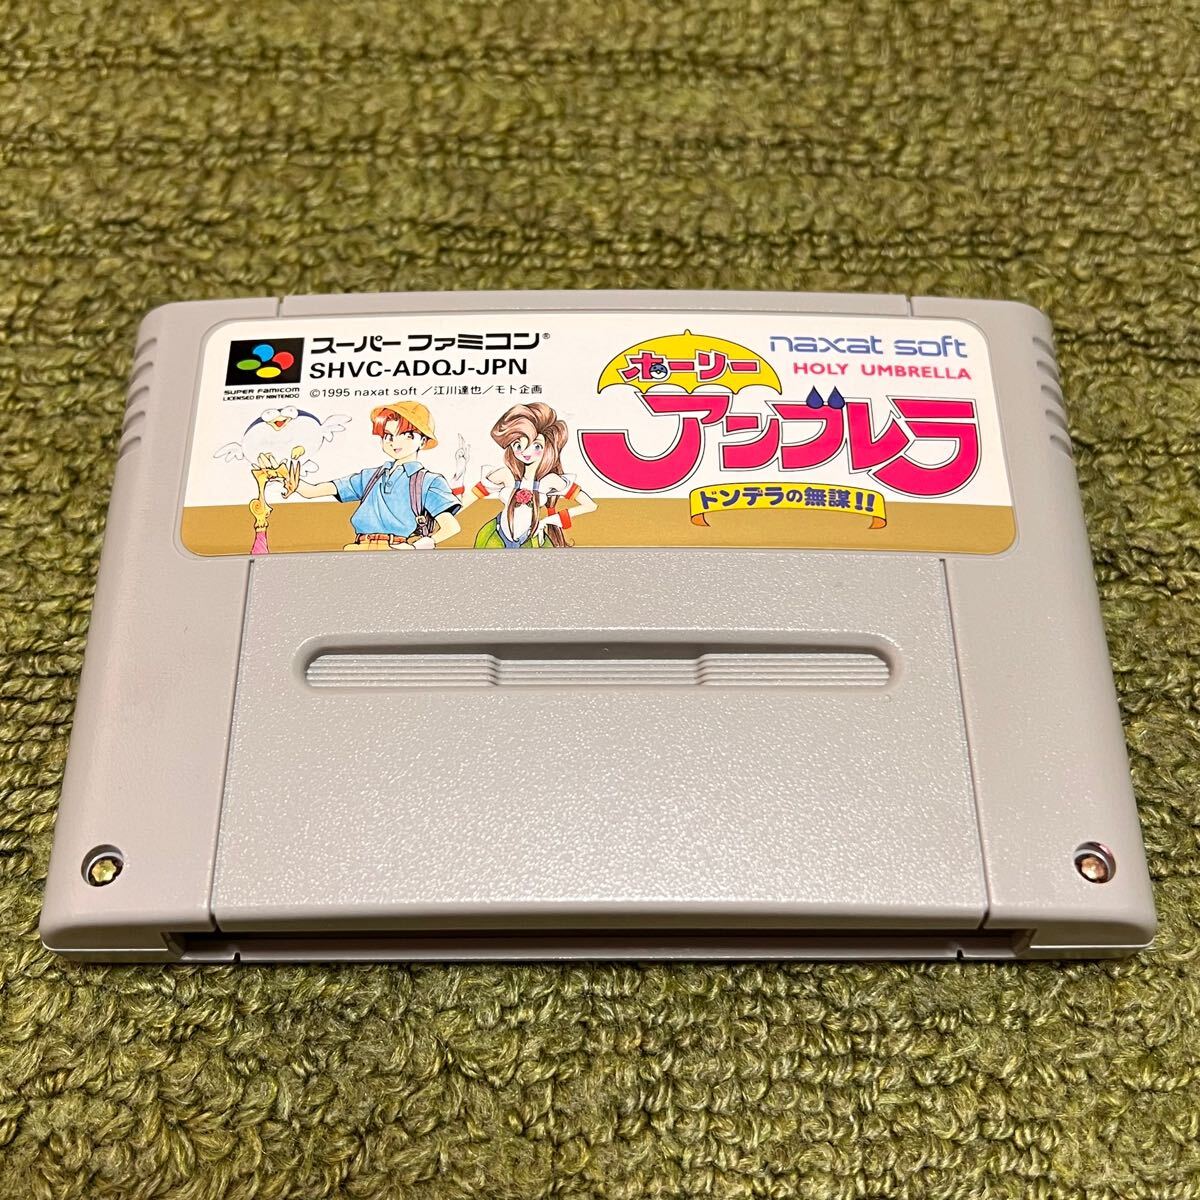 スーパーファミコン®
SHVC-ADQJ-JPN
SUPER FAMICOM
LICENSED BY NINTENDO
©1995 naxat soft／江川達也／モト企画
naxat soft
HOLY UMBRELLA
ホーリー
アンブレラ
ドンデラの無謀!!